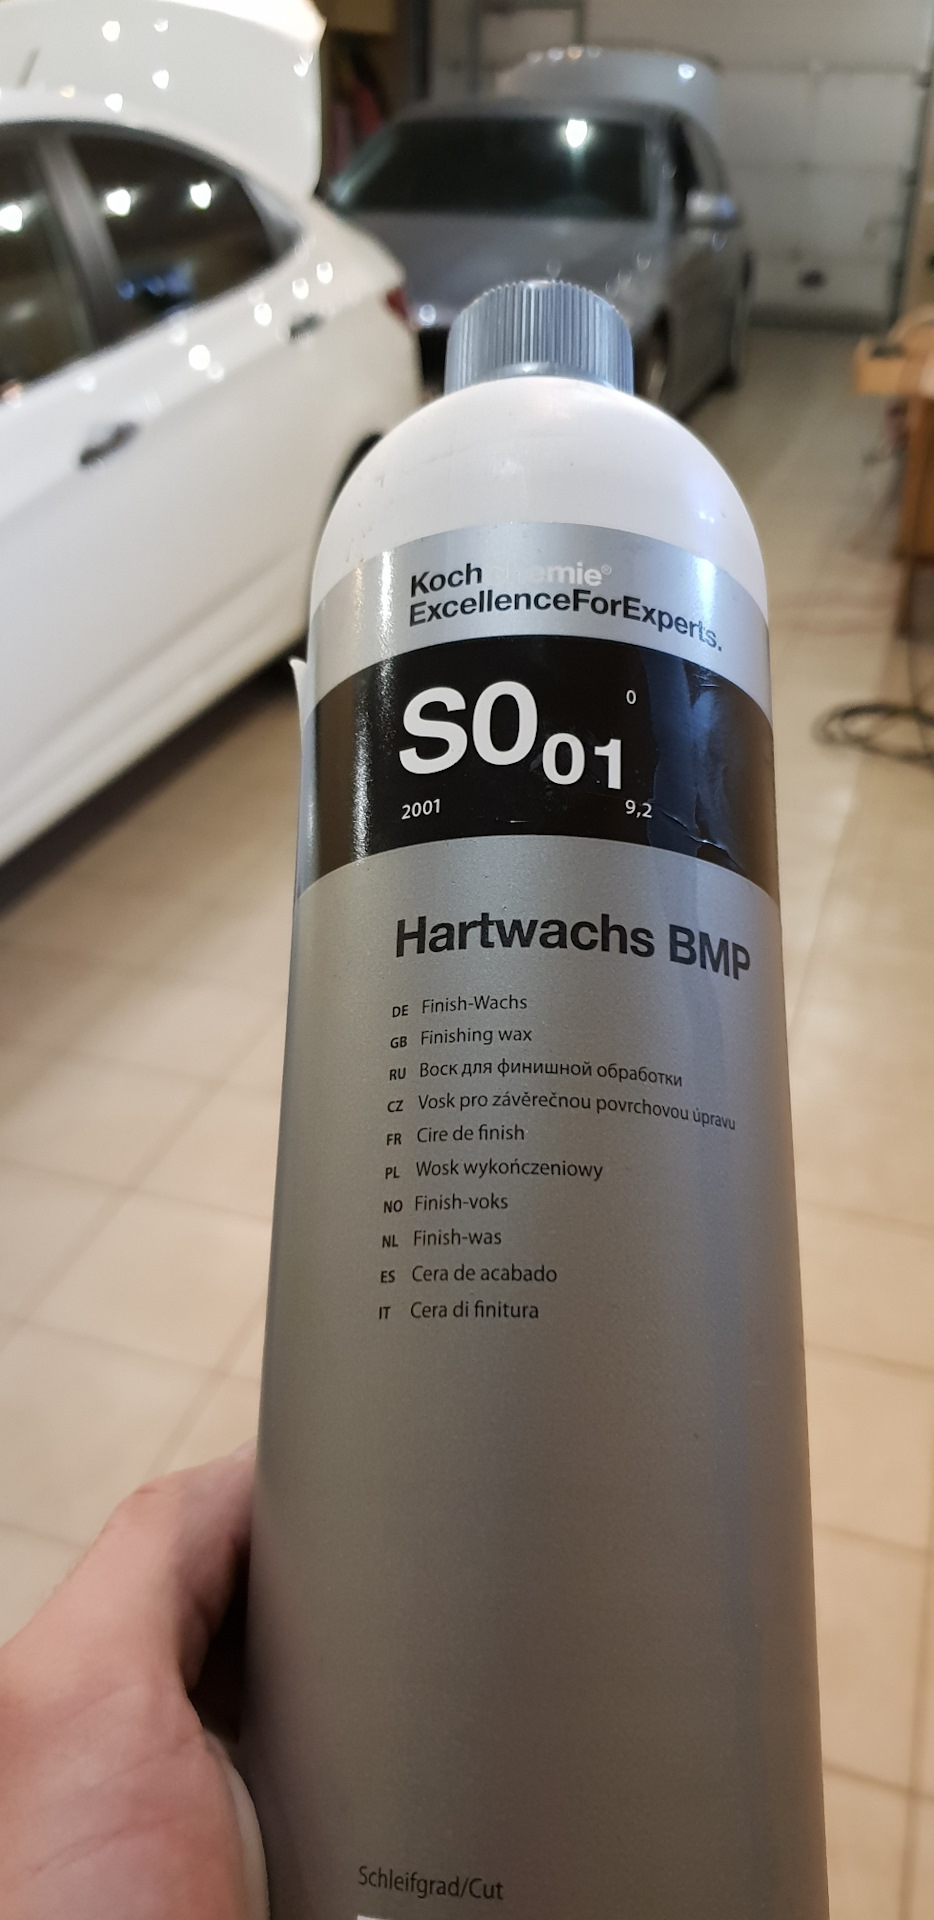 Kochchemie®
ExcellenceForExperts.
S0 01
0
2001
9,2
Hartwachs BMP
DE Finish-Wachs
GB Finishing wax
RU Воск для финишной обработки
CZ Vosk pro závěrečnou povrchovou úpravu
FR Cire de finish
PL Wosk wykończeniowy
NO Finish-voks
NL Finish-was
ES Cera de acabado
IT Cera di finitura
Schleifgrad/Cut